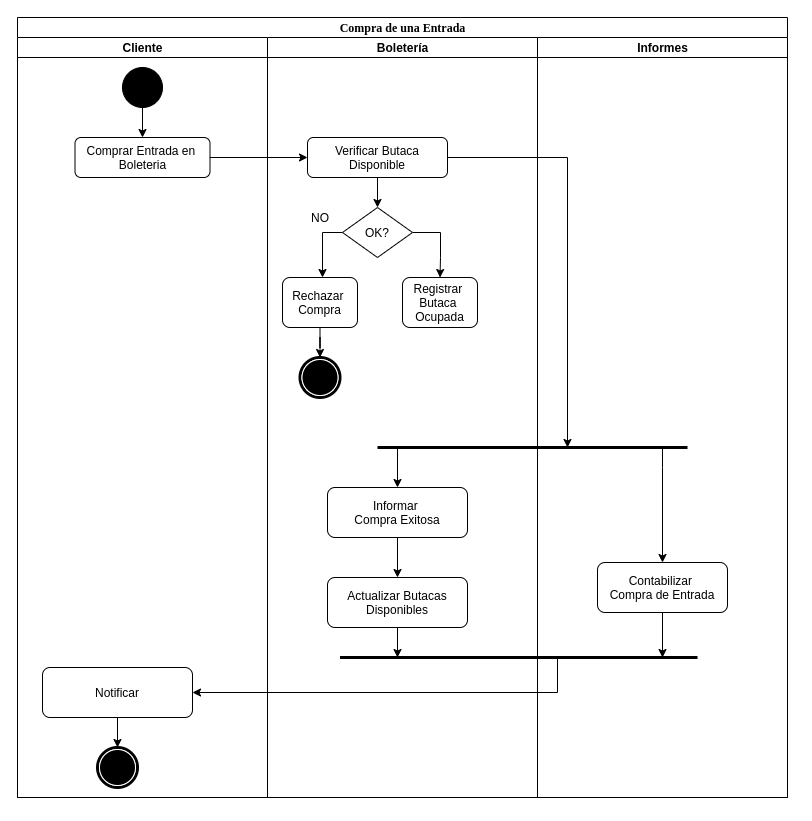 Compra de una Entrada
Cliente
Boletería
Informes
Comprar Entrada en
Boleteria
Verificar Butaca
Disponible
NO
OK?
Rechazar
Compra
Registrar
Butaca
Ocupada
Informar
Compra Exitosa
Actualizar Butacas
Disponibles
Contabilizar
Compra de Entrada
Notificar